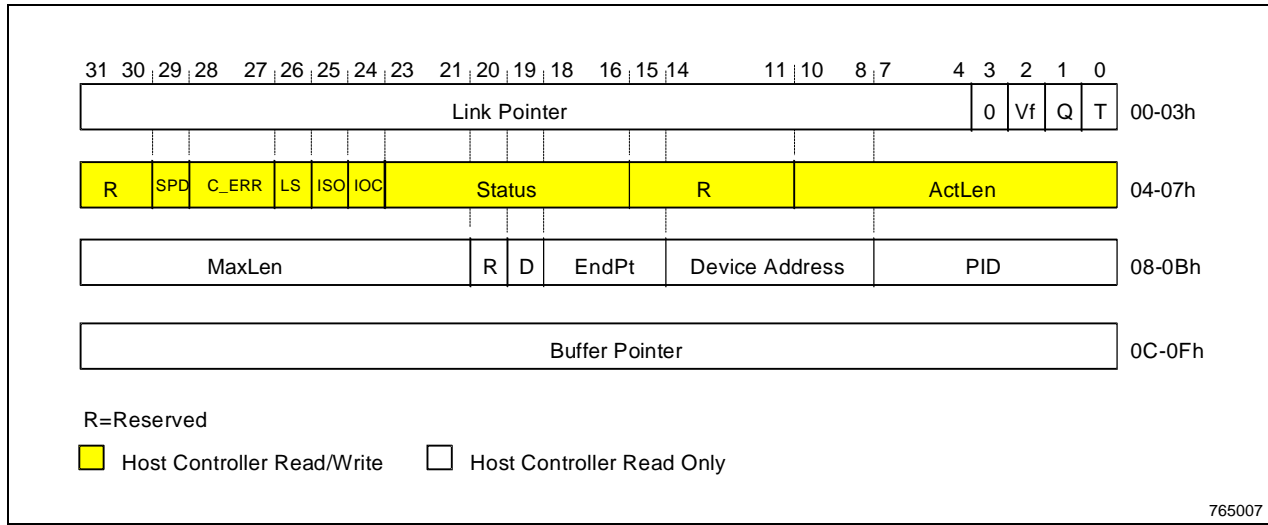 31 30 29 28 27 26 25 24 23 21 20 19 18 16 15 14 11 10 8 7 4 3 2 1 0
Link Pointer 0 Vf Q T 00-03h
R SPD C_ERR LS ISO IOC Status R ActLen 04-07h
MaxLen R D EndPt Device Address PID 08-0Bh
Buffer Pointer 0C-0Fh
R=Reserved
Host Controller Read/Write Host Controller Read Only
765007